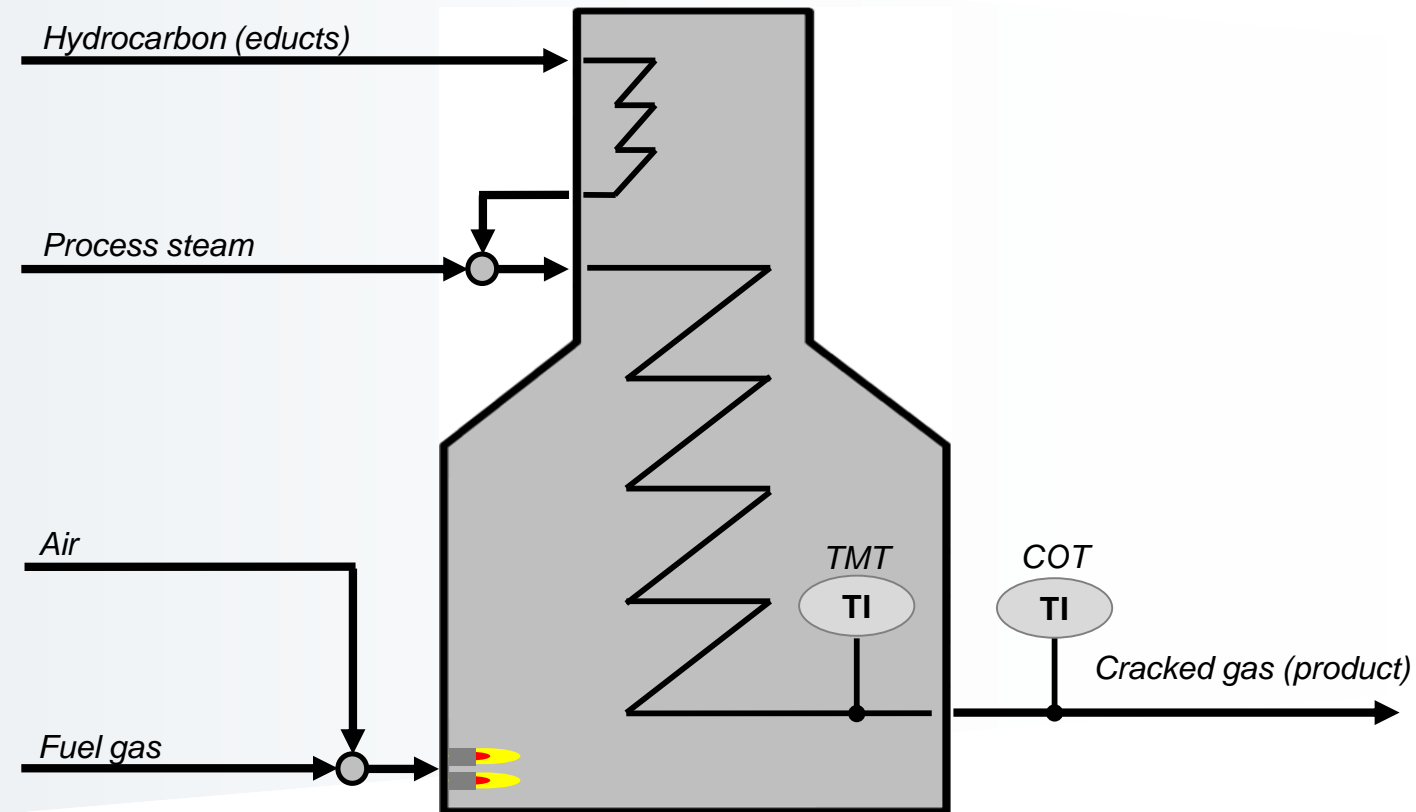 Hydrocarbon (educts)
Process steam
Air
TMT
COT
TI
TI
Cracked gas (product)
Fuel gas